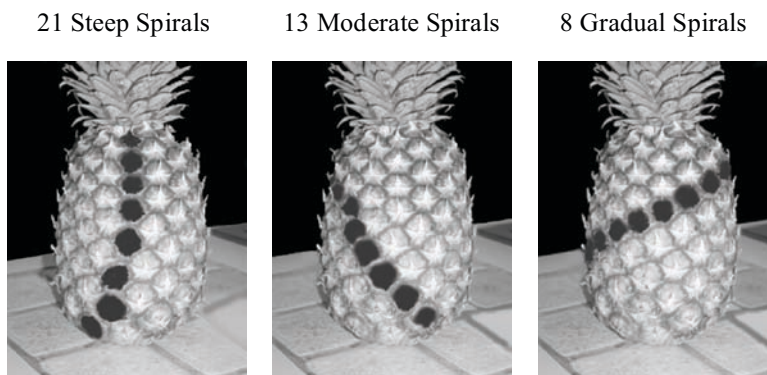 21 Steep Spirals
13 Moderate Spirals
8 Gradual Spirals